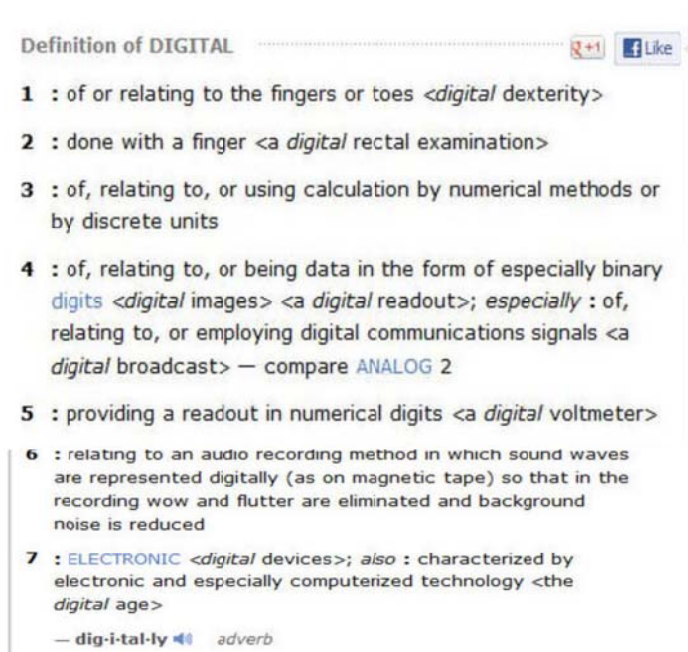 Definition of DIGITAL
+1
Like
1 : of or relating to the fingers or toes <digital dexterity>
2 : done with a finger <a digital rectal examination>
3 : of, relating to, or using calculation by numerical methods or
by discrete units
4 : of, relating to, or being data in the form of especially binary
digits <digital images> <a digital readout>; especially : of,
relating to, or employing digital communications signals <a
digital broadcast> — compare ANALOG 2
5 : providing a readout in numerical digits <a digital voltmeter>
6 : relating to an audio recording method in which sound waves
are represented digitally (as on magnetic tape) so that in the
recording wow and flutter are eliminated and background
noise is reduced
7 : ELECTRONIC <digital devices>; also : characterized by
electronic and especially computerized technology <the
digital age>
— dig·i·tal·ly adverb